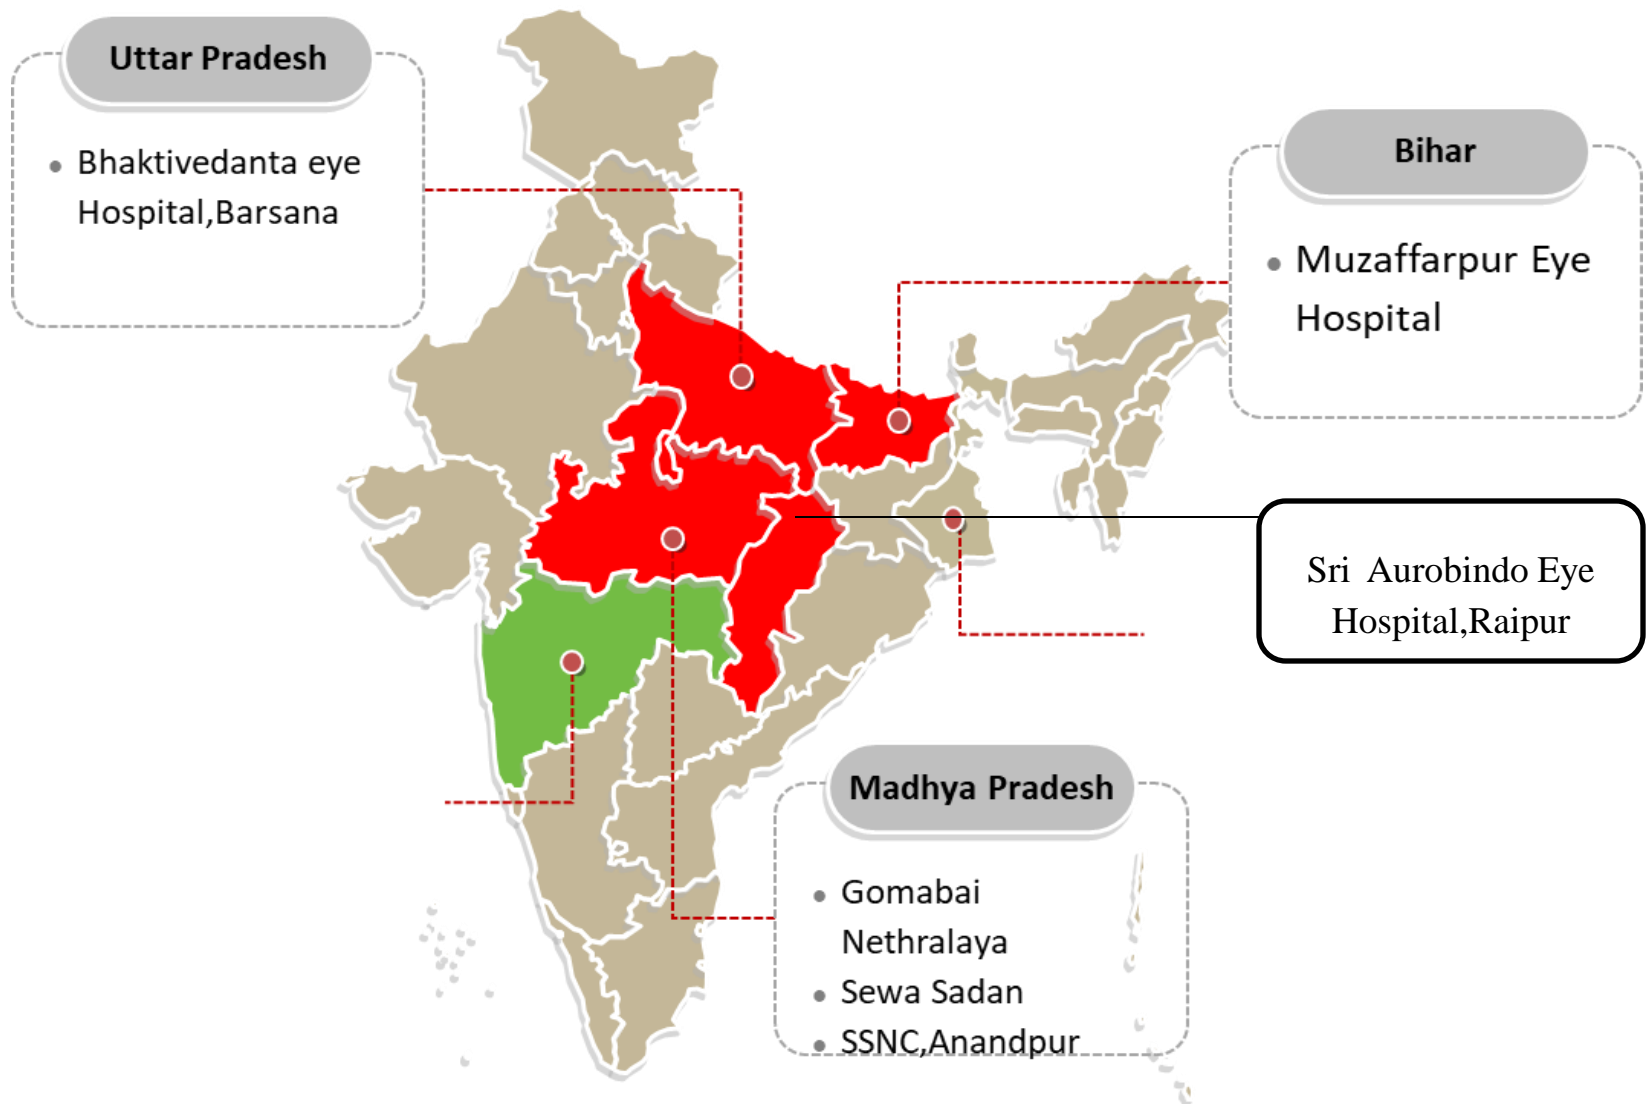 Uttar Pradesh
• Bhaktivedanta eye
Hospital,Barsana
Bihar
• Muzaffarpur Eye
Hospital
Sri Aurobindo Eye
Hospital,Raipur
Madhya Pradesh
• Gomabai
Nethralaya
• Sewa Sadan
• SSNC,Anandpur